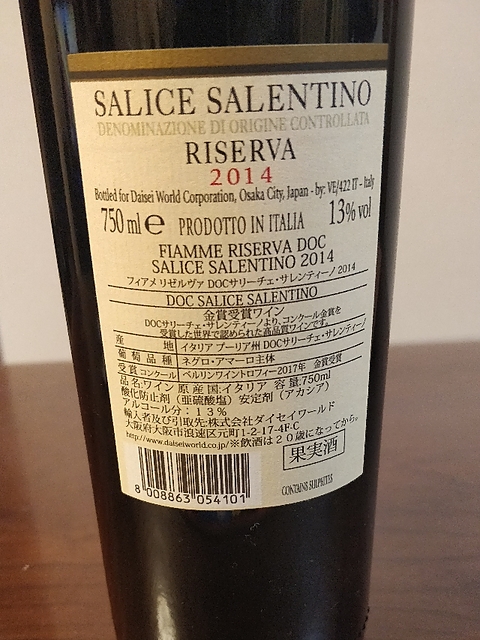 SALICE SALENTINO
DENOMINAZIONE DI ORIGINE CONTROLLATA
RISERVA
2014
Bottled for Daisei World Corporation, Osaka City, Japan - by: VE/422 IT - Italy
750 ml e PRODOTTO IN ITALIA 13% vol
FIAMME RISERVA DOC
SALICE SALENTINO 2014
フィアメ リゼルヴァ DOCサリーチェ・サレンティーノ 2014
DOC SALICE SALENTINO
金賞受賞ワイン
DOCサリーチェ・サレンティーノより、コンクール金賞を
受賞した世界で認められた高品質ワインです。
産 地 イタリア プーリア州 DOCサリーチェ・サレンティーノ
葡萄品種 ネグロ・アマーロ主体
受賞コンクール ベルリンワイントロフィー2017年 金賞受賞
品名:ワイン 原産国:イタリア 容量:750ml
酸化防止剤（亜硫酸塩）安定剤（アカシア）
アルコール分：１３％
輸入者及び引取先:株式会社ダイセイワールド
大阪府大阪市浪速区元町1-2-17-4F-C
http://www.daiseiworld.co.jp/ ※飲酒は２０歳になってから。
果実酒
8 008863 054101
CONTAINS SULPHITES